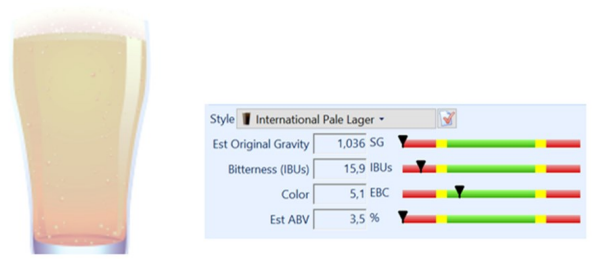 Style International Pale Lager
Est Original Gravity 1,036 SG
Bitterness (IBUs) 15,9 IBUs
Color 5,1 EBC
Est ABV 3,5 %